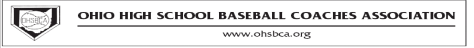 OHSBCA
OHIO HIGH SCHOOL BASEBALL COACHES ASSOCIATION
www.ohsbca.org